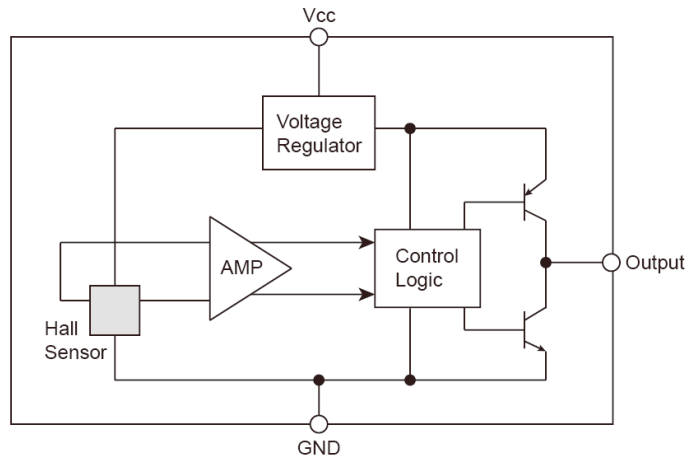 Vcc
Voltage
Regulator
AMP
Control
Logic
Output
Hall
Sensor
GND